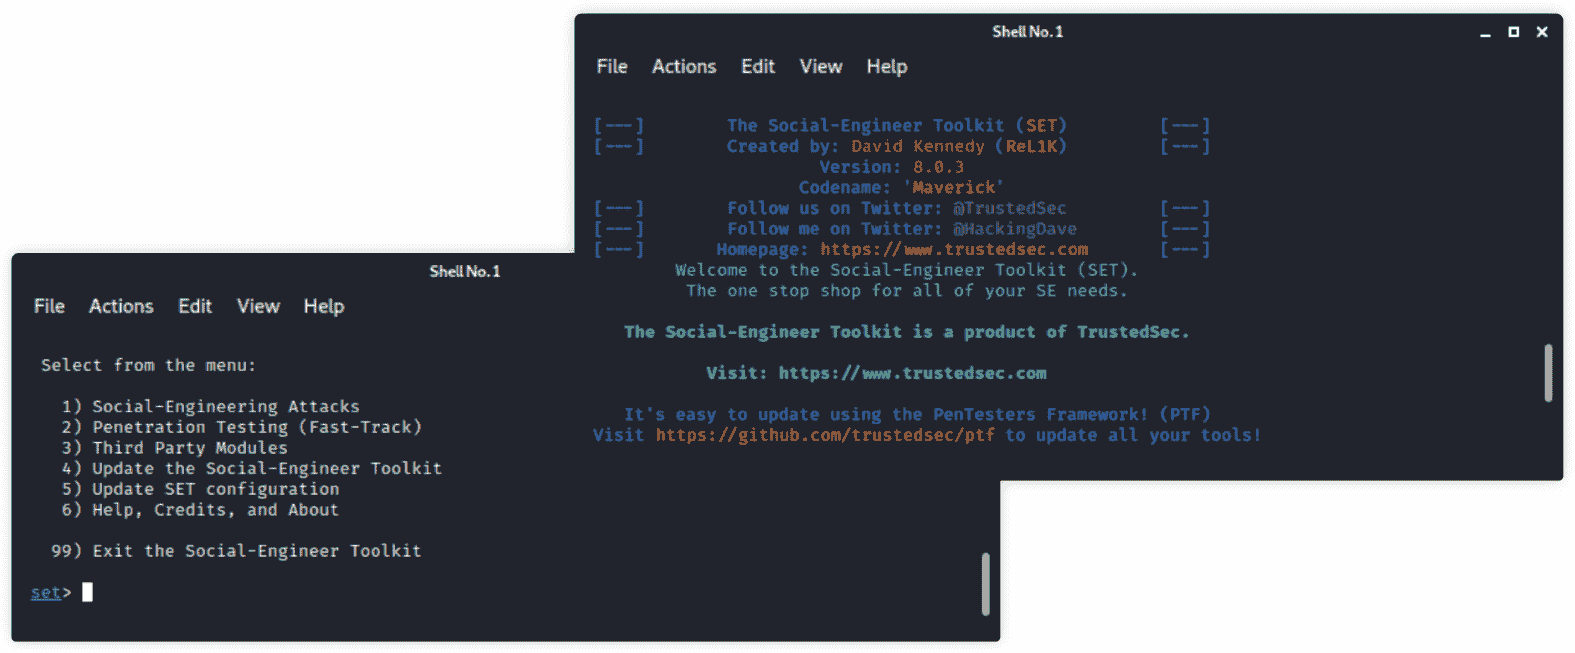 Shell No.1
File Actions Edit View Help
[---] The Social-Engineer Toolkit (SET) [---]
[---] Created by: David Kennedy (ReL1K) [---]
Version: 8.0.3
Codename: 'Maverick'
[---] Follow us on Twitter: @TrustedSec [---]
[---] Follow me on Twitter: @HackingDave [---]
[---] Homepage: https://www.trustedsec.com [---]
Welcome to the Social-Engineer Toolkit (SET).
The one stop shop for all of your SE needs.
The Social-Engineer Toolkit is a product of TrustedSec.
Visit: https://www.trustedsec.com
It's easy to update using the PenTesters Framework! (PTF)
Visit https://github.com/trustedsec/ptf to update all your tools!
Shell No.1
File Actions Edit View Help
Select from the menu:
1) Social-Engineering Attacks
2) Penetration Testing (Fast-Track)
3) Third Party Modules
4) Update the Social-Engineer Toolkit
5) Update SET configuration
6) Help, Credits, and About
99) Exit the Social-Engineer Toolkit
set>